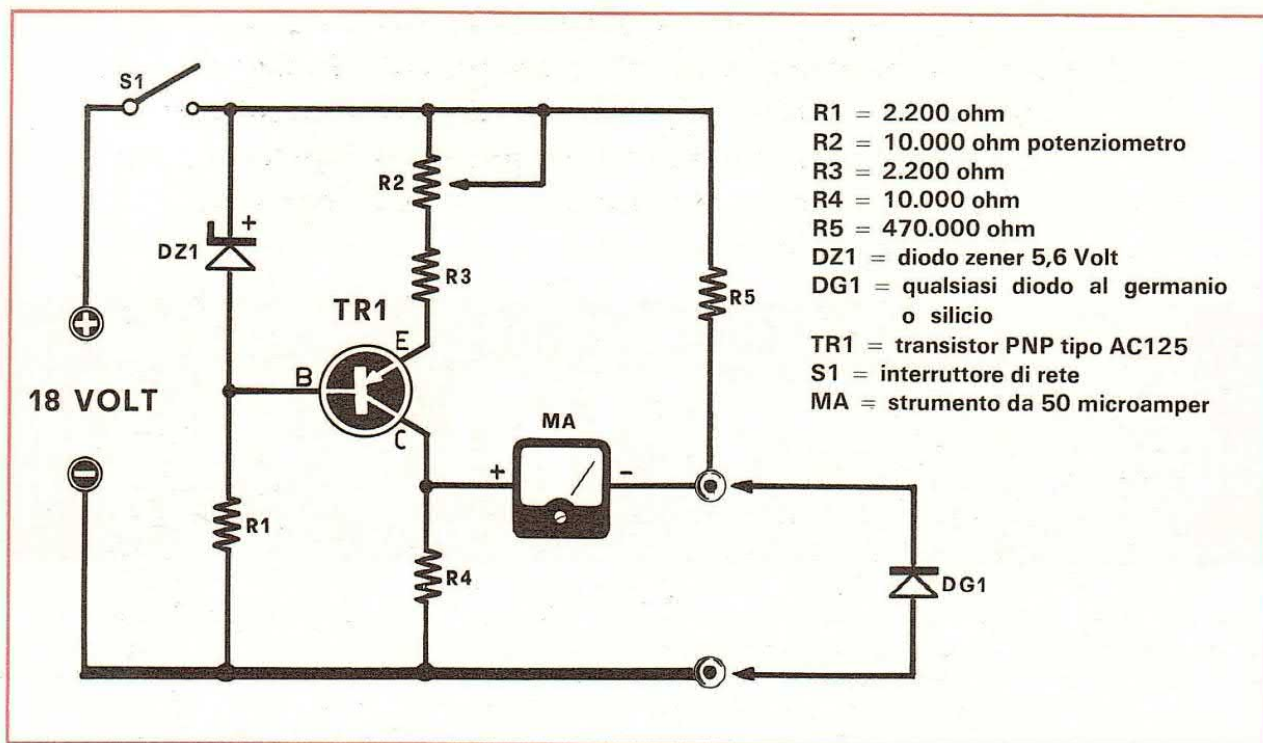 S1
R2
+
DZ1
R3
R5
TR1
E
B
18 VOLT
C
MA
+
-
R1
R4
DG1
R1 = 2.200 ohm
R2 = 10.000 ohm potenziometro
R3 = 2.200 ohm
R4 = 10.000 ohm
R5 = 470.000 ohm
DZ1 = diodo zener 5,6 Volt
DG1 = qualsiasi diodo al germanio
o silicio
TR1 = transistor PNP tipo AC125
S1 = interruttore di rete
MA = strumento da 50 microamper